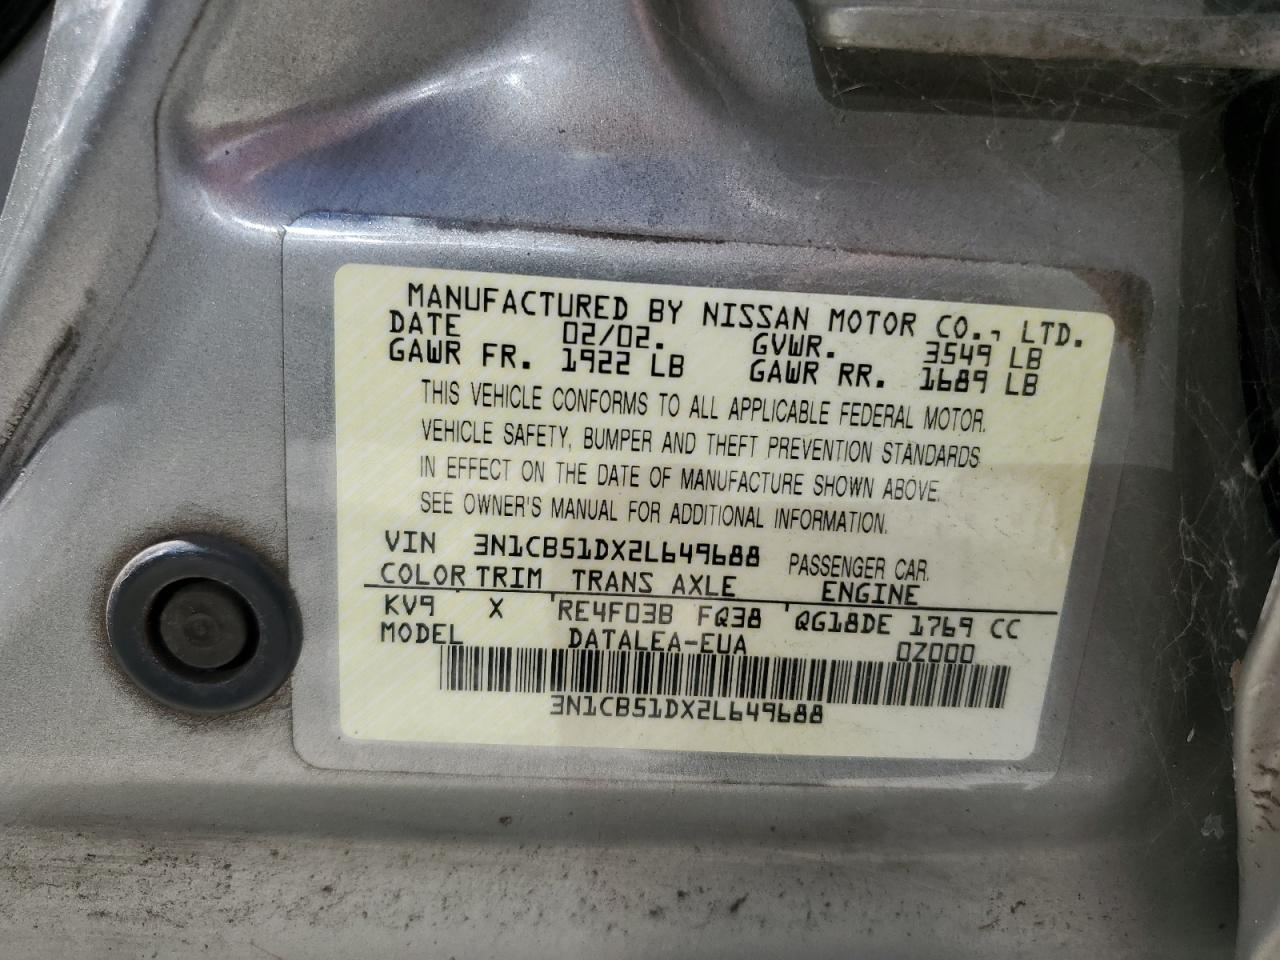 MANUFACTURED BY NISSAN MOTOR CO., LTD.
DATE 02/02. GVWR. 3549 LB
GAWR FR. 1922 LB GAWR RR. 1689 LB
THIS VEHICLE CONFORMS TO ALL APPLICABLE FEDERAL MOTOR.
VEHICLE SAFETY, BUMPER AND THEFT PREVENTION STANDARDS
IN EFFECT ON THE DATE OF MANUFACTURE SHOWN ABOVE.
SEE OWNER'S MANUAL FOR ADDITIONAL INFORMATION.
VIN 3N1CB51DX2L649688 PASSENGER CAR.
COLOR TRIM TRANS AXLE ENGINE
KV9 X RE4F03B FQ38 QG18DE 1769 CC
MODEL DATALEA-EUA 0Z000
3N1CB51DX2L649688